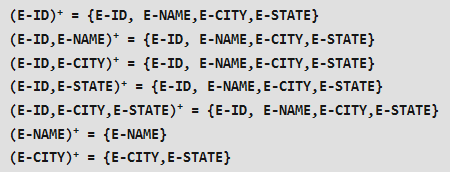 (E-ID)⁺ = {E-ID, E-NAME,E-CITY,E-STATE}
(E-ID,E-NAME)⁺ = {E-ID, E-NAME,E-CITY,E-STATE}
(E-ID,E-CITY)⁺ = {E-ID, E-NAME,E-CITY,E-STATE}
(E-ID,E-STATE)⁺ = {E-ID, E-NAME,E-CITY,E-STATE}
(E-ID,E-CITY,E-STATE)⁺ = {E-ID, E-NAME,E-CITY,E-STATE}
(E-NAME)⁺ = {E-NAME}
(E-CITY)⁺ = {E-CITY,E-STATE}